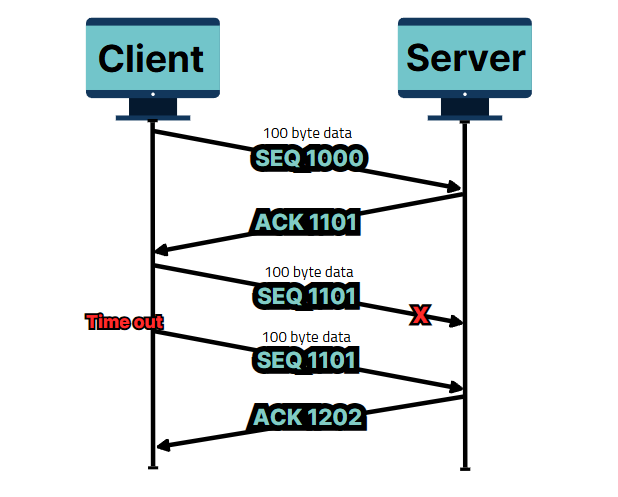 Client
Server
100 byte data
SEQ 1000
ACK 1101
100 byte data
SEQ 1101
X
Time out
100 byte data
SEQ 1101
ACK 1202